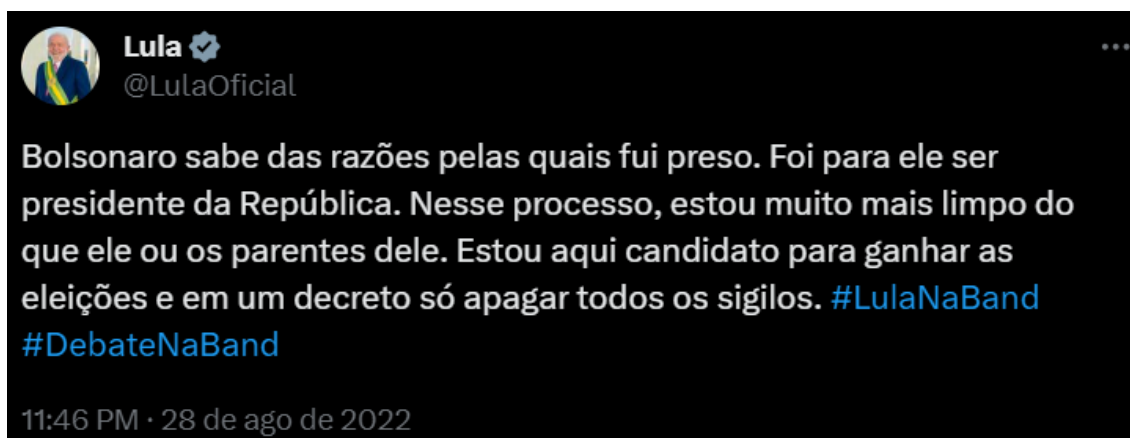 Lula
@LulaOficial
Bolsonaro sabe das razões pelas quais fui preso. Foi para ele ser
presidente da República. Nesse processo, estou muito mais limpo do
que ele ou os parentes dele. Estou aqui candidato para ganhar as
eleições e em um decreto só apagar todos os sigilos. #LulaNaBand
#DebateNaBand
11:46 PM · 28 de ago de 2022